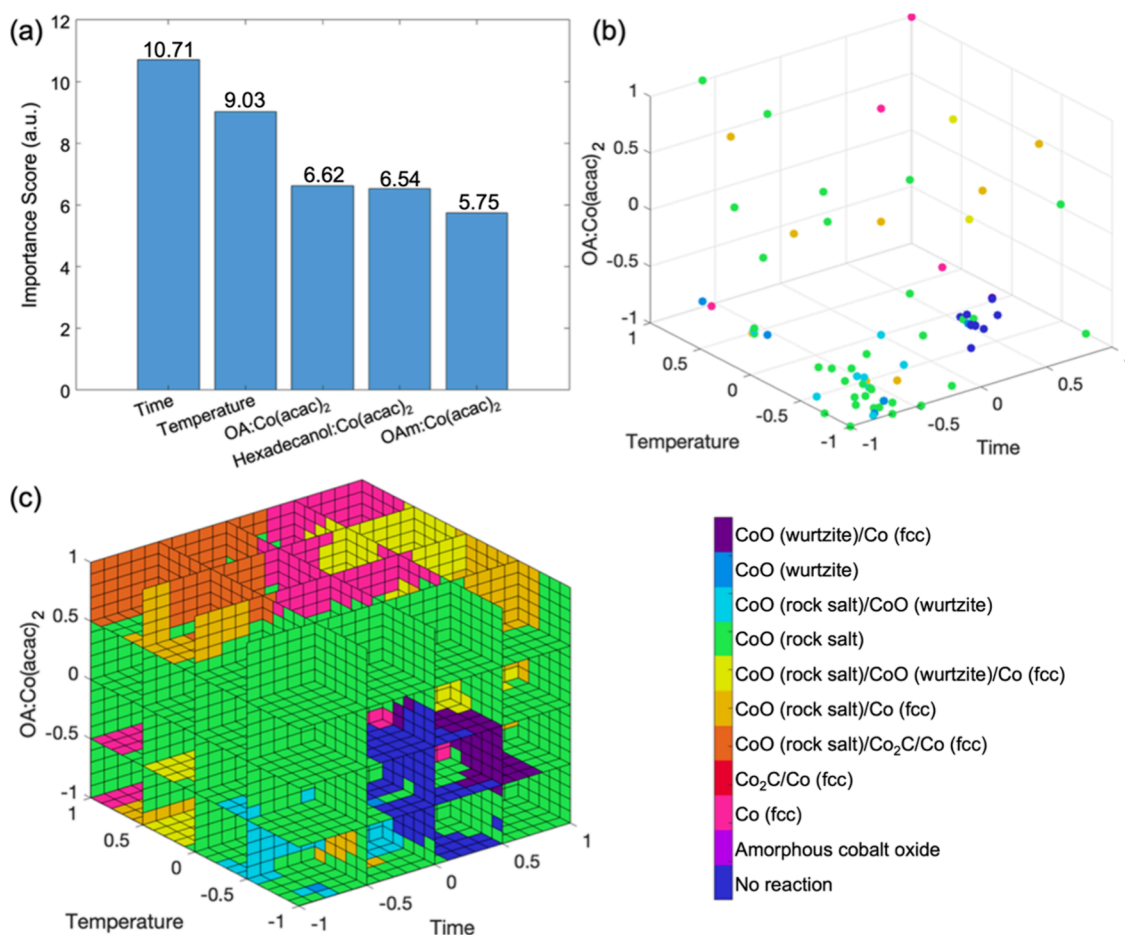 (a)
12
10
8
6
4
2
0
Importance Score (a.u.)
10.71
9.03
6.62
6.54
5.75
Time
Temperature
OA:Co(acac)2
Hexadecanol:Co(acac)2
OAm:Co(acac)2
(b)
OA:Co(acac)2
1
0.5
0
-0.5
-1
1
0.5
0
-0.5
-1
Temperature
-1
-0.5
0
0.5
Time
(c)
OA:Co(acac)2
1
0.5
0
-0.5
-1
1
0.5
0
-0.5
-1
Temperature
-1
-0.5
0
0.5
1
Time
CoO (wurtzite)/Co (fcc)
CoO (wurtzite)
CoO (rock salt)/CoO (wurtzite)
CoO (rock salt)
CoO (rock salt)/CoO (wurtzite)/Co (fcc)
CoO (rock salt)/Co (fcc)
CoO (rock salt)/Co2C/Co (fcc)
Co2C/Co (fcc)
Co (fcc)
Amorphous cobalt oxide
No reaction